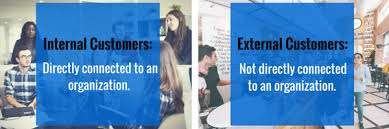 Internal Customers:
Directly connected to an
organization.
External Customers:
Not directly connected
to an organization.